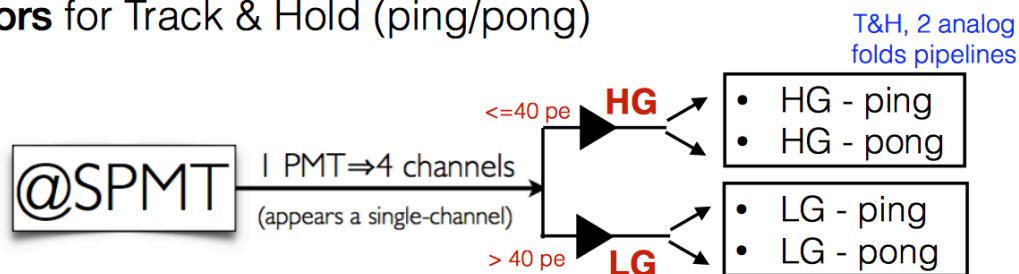 ors for Track & Hold (ping/pong)
T&H, 2 analog
folds pipelines
<=40 pe
HG
• HG - ping
• HG - pong
@SPMT
1 PMT⇒4 channels
(appears a single-channel)
> 40 pe
LG
• LG - ping
• LG - pong